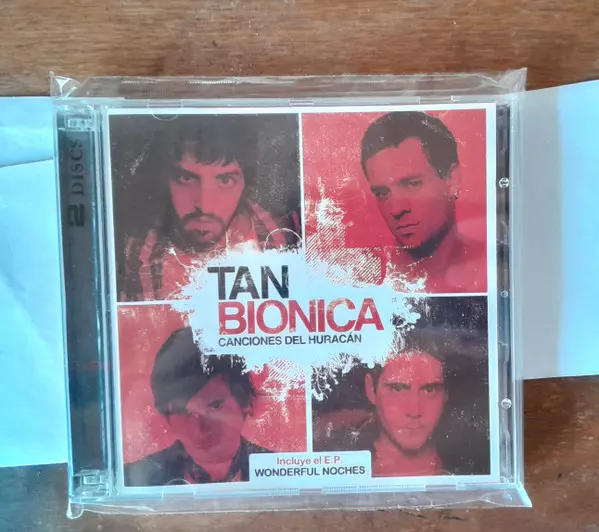 2 DISCS
TAN
BIONICA
CANCIONES DEL HURACÁN
Incluye el E.P.
WONDERFUL NOCHES